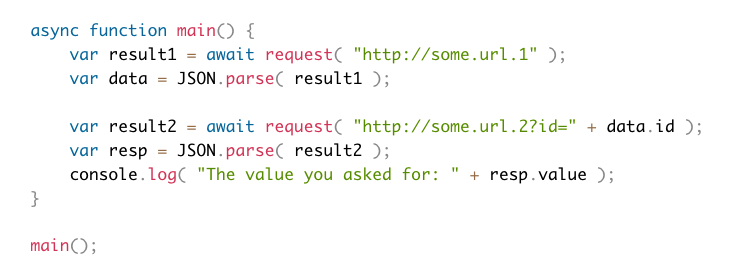 async function main() {
    var result1 = await request( "http://some.url.1" );
    var data = JSON.parse( result1 );

    var result2 = await request( "http://some.url.2?id=" + data.id );
    var resp = JSON.parse( result2 );
    console.log( "The value you asked for: " + resp.value );
}

main();